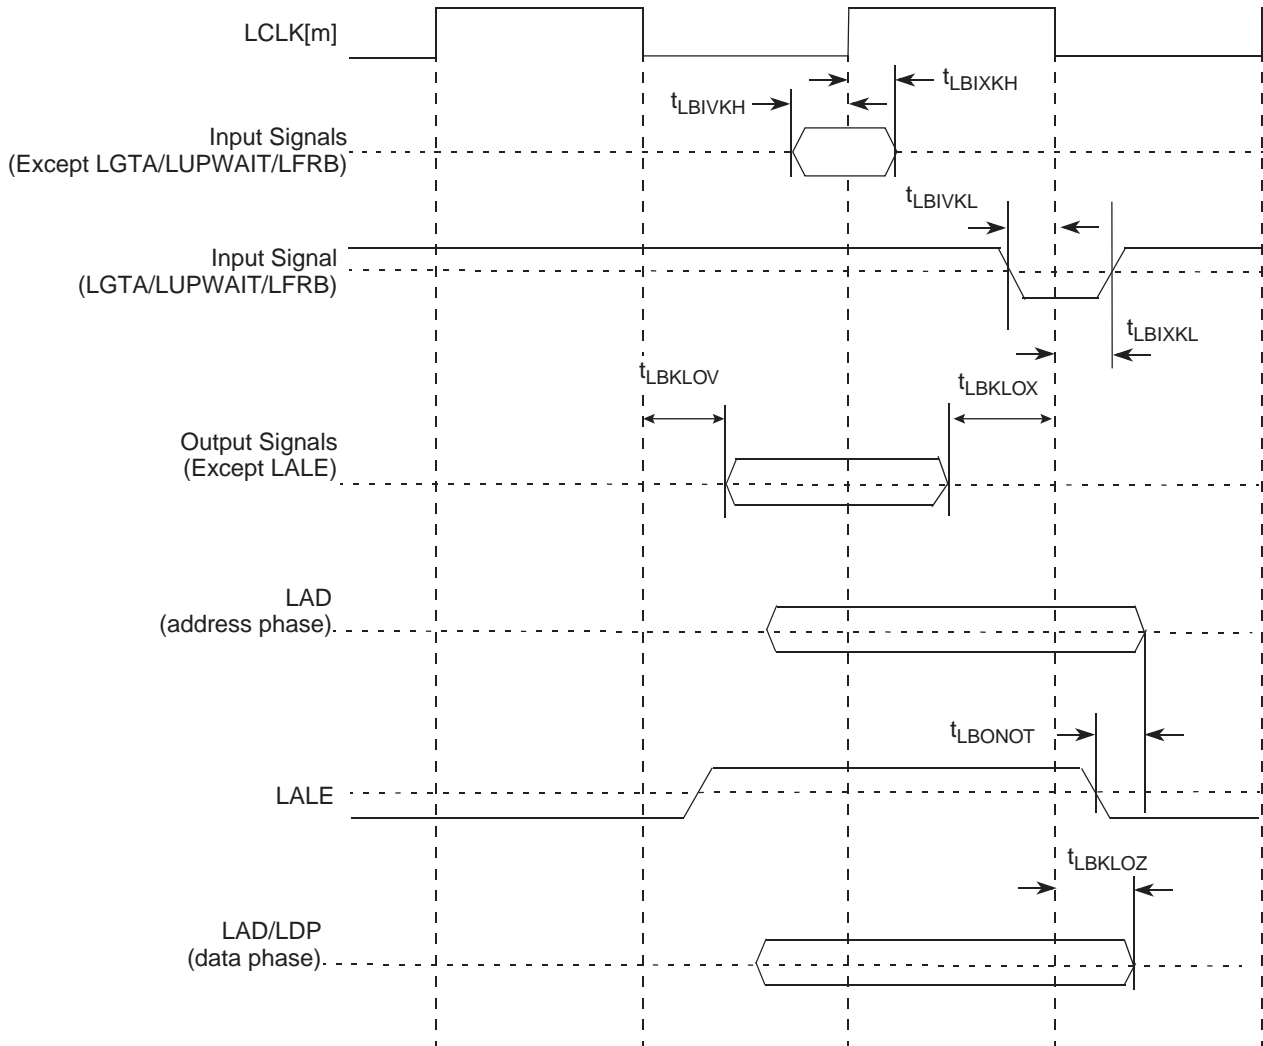 LCLK[m]
tLBIXKH
tLBIVKH
Input Signals
(Except LGTA/LUPWAIT/LFRB)
tLBIVKL
Input Signal
(LGTA/LUPWAIT/LFRB)
tLBIXKL
tLBKLOV
tLBKLOX
Output Signals
(Except LALE)
LAD
(address phase)
tLBONOT
LALE
tLBKLOZ
LAD/LDP
(data phase)